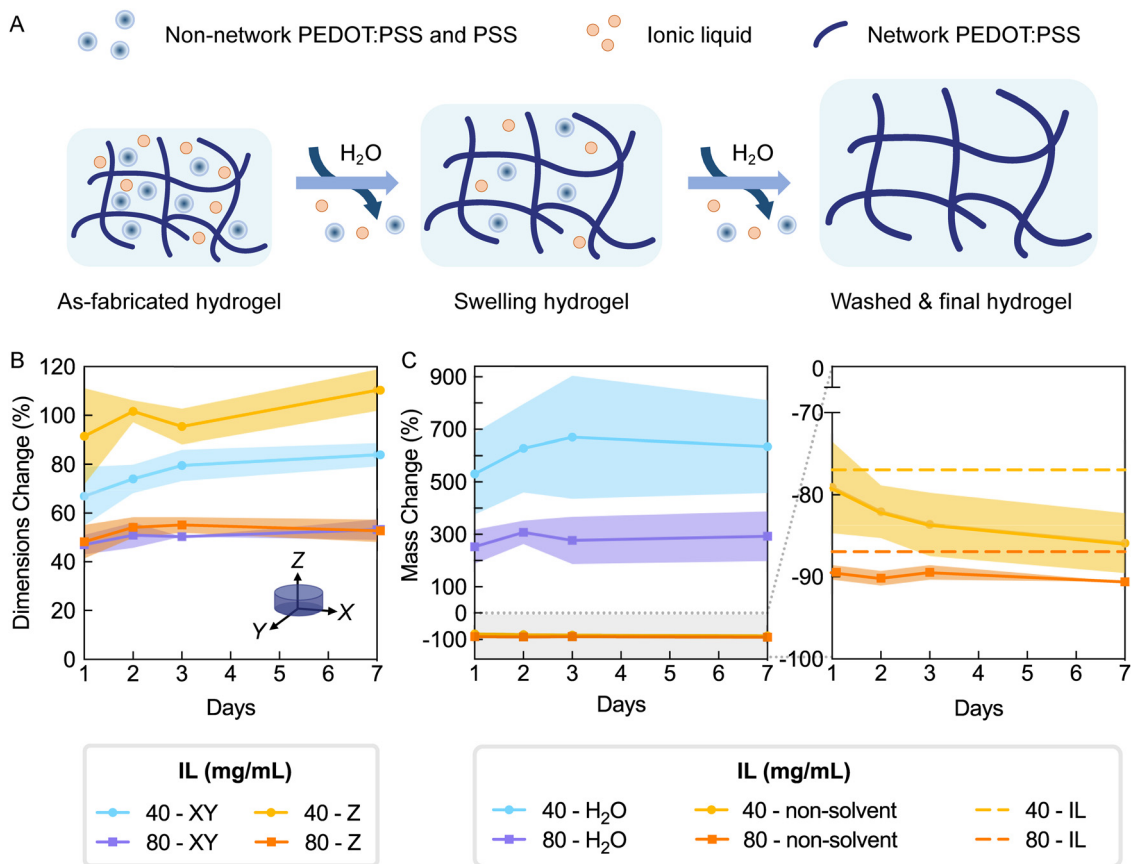 A
Non-network PEDOT:PSS and PSS
Ionic liquid
Network PEDOT:PSS
H2O
H2O
As-fabricated hydrogel
Swelling hydrogel
Washed & final hydrogel
B
Dimensions Change (%)
120
100
80
60
40
20
0
1 2 3 4 5 6 7
Days
Z
Y
X
C
Mass Change (%)
900
700
500
300
100
0
-100
1 2 3 4 5 6 7
Days
0
-70
-80
-90
-100
1 2 3 4 5 6 7
Days
IL (mg/mL)
40 - XY
40 - Z
80 - XY
80 - Z
IL (mg/mL)
40 - H2O
40 - non-solvent
40 - IL
80 - H2O
80 - non-solvent
80 - IL